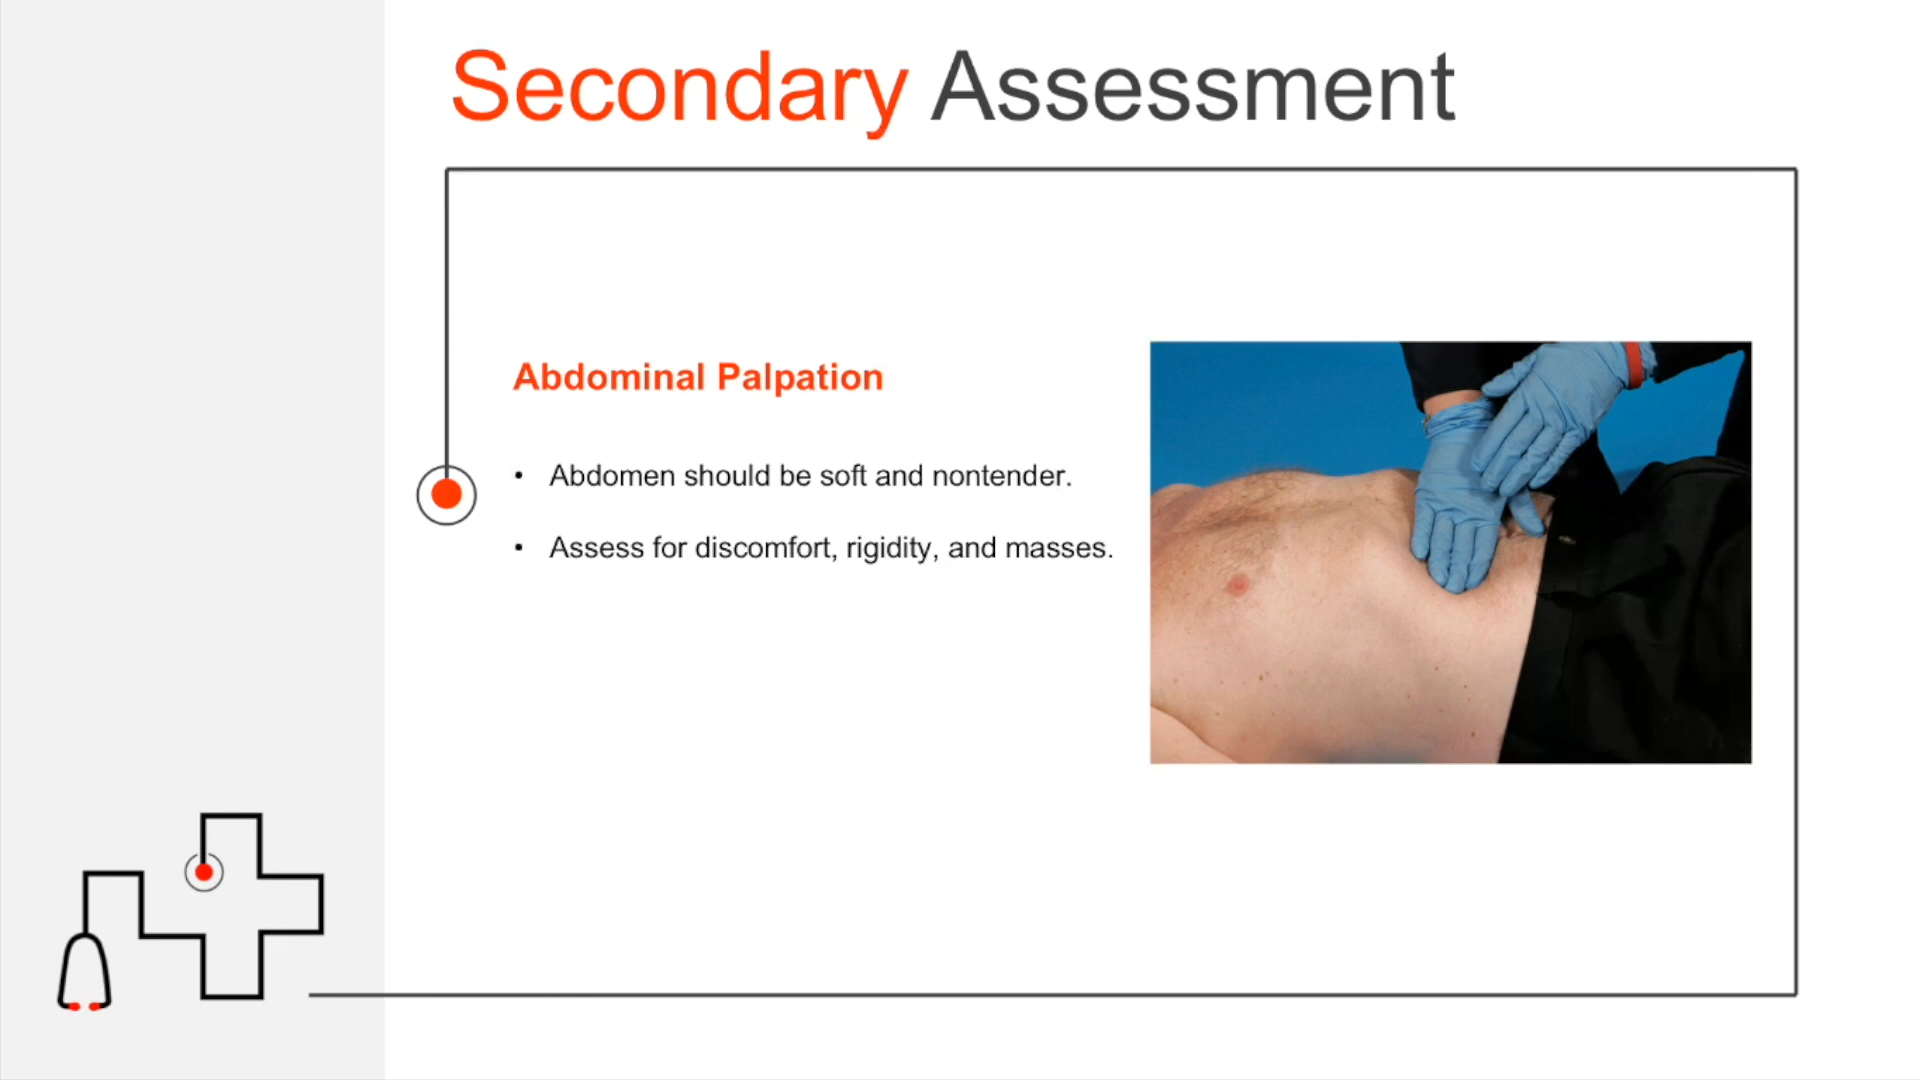 Secondary Assessment
Abdominal Palpation
• Abdomen should be soft and nontender.
• Assess for discomfort, rigidity, and masses.